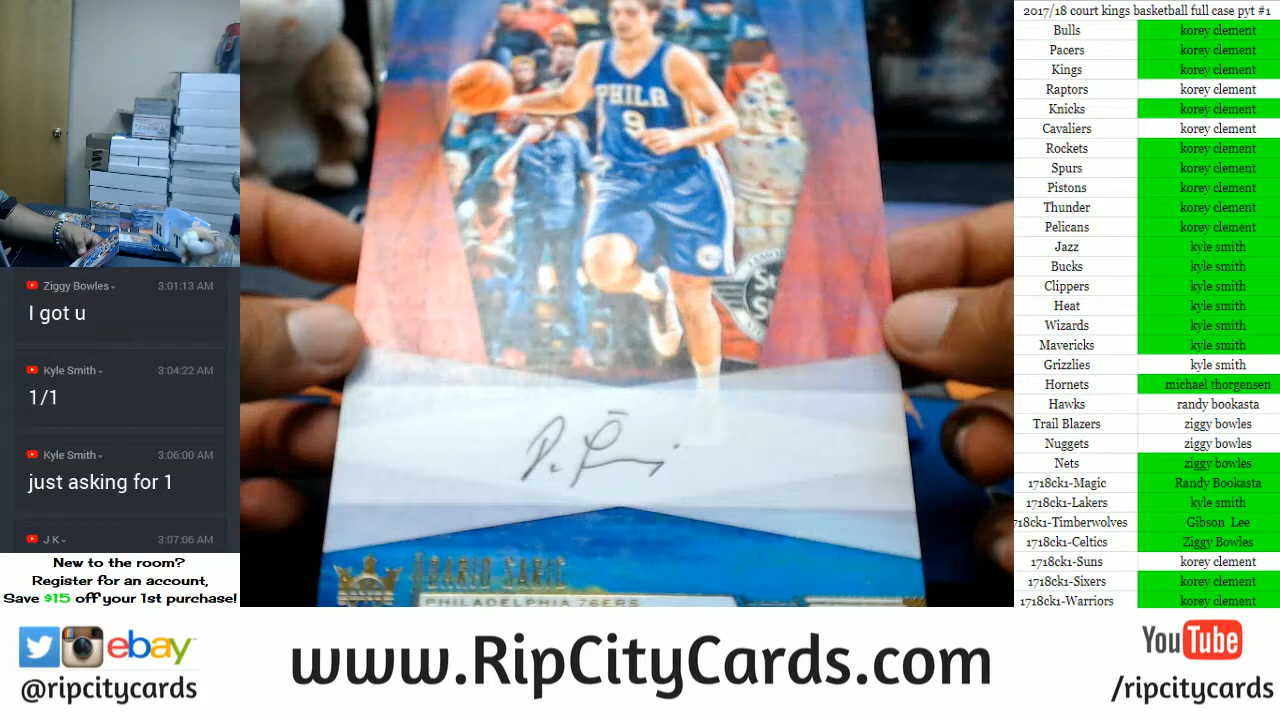 Ziggy Bowles
3:01:13 AM
I got u
Kyle Smith
3:04:22 AM
1/1
Kyle Smith
3:06:00 AM
just asking for 1
J K
3:07:06 AM
New to the room?
Register for an account,
Save $15 off your 1st purchase!
PHILA
9
DARIO SARIC
PHILADELPHIA 76ERS
2017/18 court kings basketball full case pyt #1
Bulls korey clement
Pacers korey clement
Kings korey clement
Raptors korey clement
Knicks korey clement
Cavaliers korey clement
Rockets korey clement
Spurs korey clement
Pistons korey clement
Thunder korey clement
Pelicans korey clement
Jazz kyle smith
Bucks kyle smith
Clippers kyle smith
Heat kyle smith
Wizards kyle smith
Mavericks kyle smith
Grizzlies kyle smith
Hornets michael thorgensen
Hawks randy bookasta
Trail Blazers ziggy bowles
Nuggets ziggy bowles
Nets ziggy bowles
1718ck1-Magic Randy Bookasta
1718ck1-Lakers kyle smith
718ck1-Timberwolves Gibson Lee
1718ck1-Celtics Ziggy Bowles
1718ck1-Suns korey clement
1718ck1-Sixers korey clement
1718ck1-Warriors korey clement
ebay
@ripcitycards
www.RipCityCards.com
YouTube
/ripcitycards